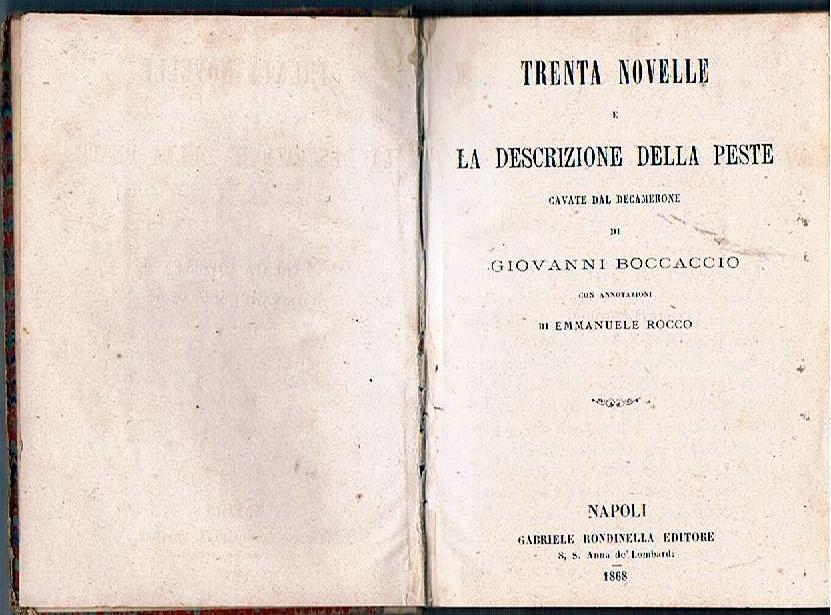 TRENTA NOVELLE
E
LA DESCRIZIONE DELLA PESTE
CAVATE DAL DECAMERONE
DI
GIOVANNI BOCCACCIO
CON ANNOTAZIONI
DI EMMANUELE ROCCO
NAPOLI
GABRIELE RONDINELLA EDITORE
S, S. Anna de' Lombardi
1868